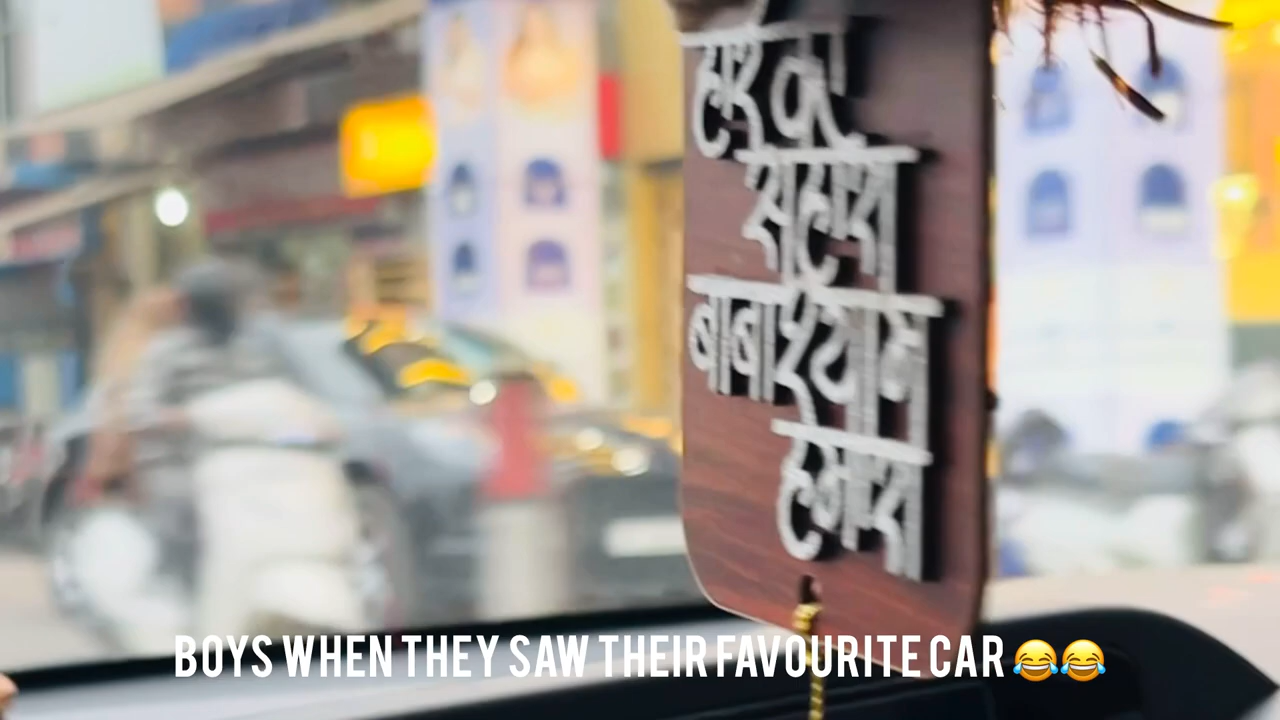 हारे का
सहारा
बाबा श्याम
हमारा
BOYS WHEN THEY SAW THEIR FAVOURITE CAR 😂😂